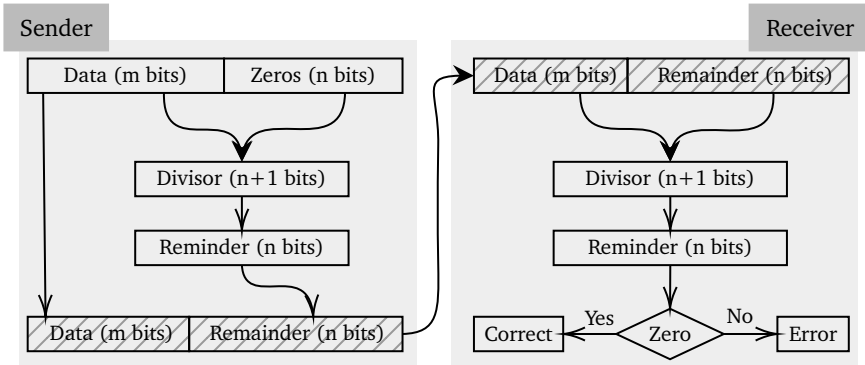 Sender
Receiver
Data (m bits) Zeros (n bits)
Data (m bits) Remainder (n bits)
Divisor (n+1 bits)
Divisor (n+1 bits)
Reminder (n bits)
Reminder (n bits)
Data (m bits) Remainder (n bits)
Correct Yes Zero No Error